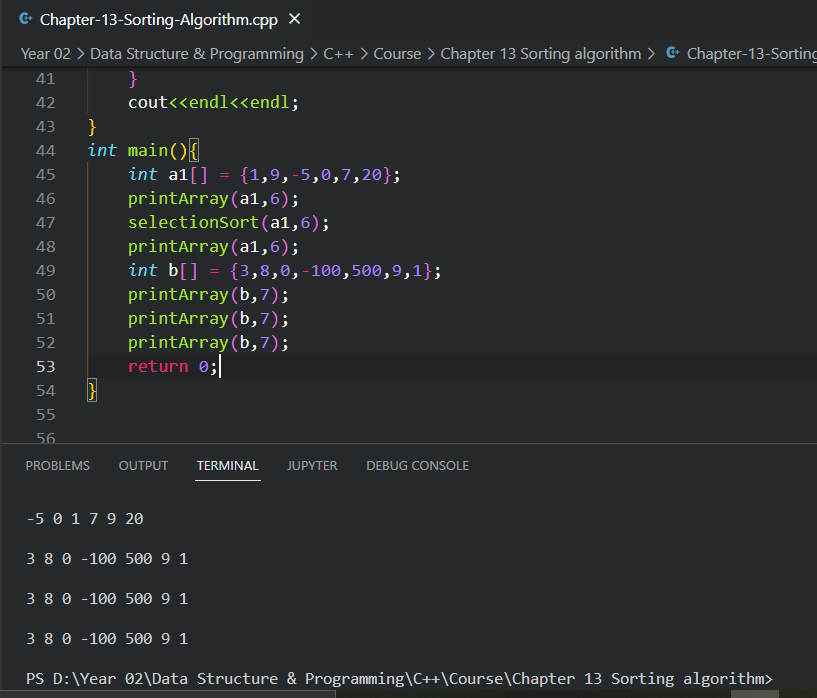 Chapter-13-Sorting-Algorithm.cpp ×
Year 02 > Data Structure & Programming > C++ > Course > Chapter 13 Sorting algorithm > Chapter-13-Sorting
41 }
42 cout<<endl<<endl;
43 }
44 int main(){
45 int a1[] = {1,9,-5,0,7,20};
46 printArray(a1,6);
47 selectionSort(a1,6);
48 printArray(a1,6);
49 int b[] = {3,8,0,-100,500,9,1};
50 printArray(b,7);
51 printArray(b,7);
52 printArray(b,7);
53 return 0;
54 }
55
56
PROBLEMS OUTPUT TERMINAL JUPYTER DEBUG CONSOLE
-5 0 1 7 9 20
3 8 0 -100 500 9 1
3 8 0 -100 500 9 1
3 8 0 -100 500 9 1
PS D:\Year 02\Data Structure & Programming\C++\Course\Chapter 13 Sorting algorithm>